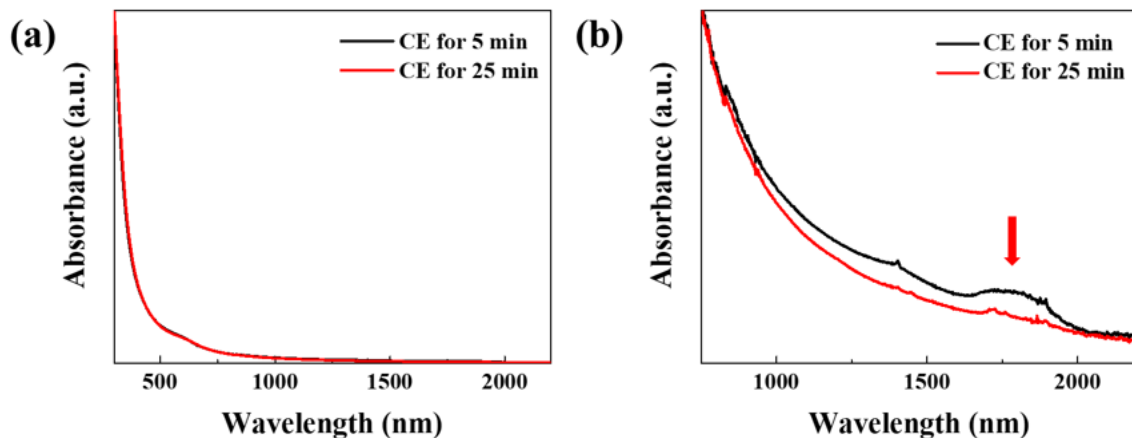 (a)
CE for 5 min
CE for 25 min
Absorbance (a.u.)
500
1000
1500
2000
Wavelength (nm)
(b)
CE for 5 min
CE for 25 min
Absorbance (a.u.)
1000
1500
2000
Wavelength (nm)